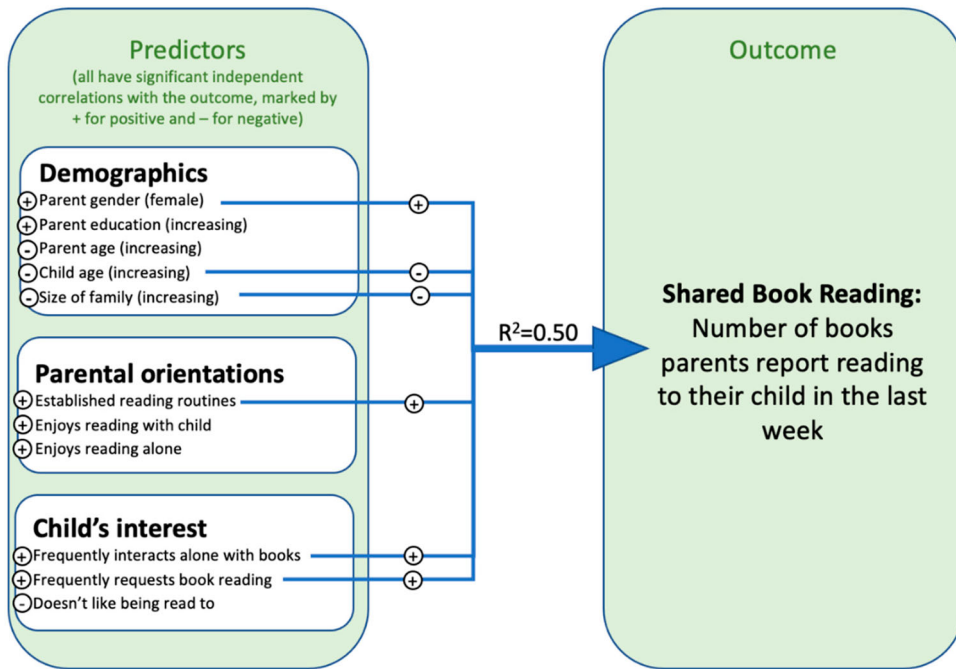 Predictors
(all have significant independent
correlations with the outcome, marked by
+ for positive and – for negative)
Demographics
+ Parent gender (female) +
+ Parent education (increasing)
- Parent age (increasing)
- Child age (increasing) -
- Size of family (increasing) -
Parental orientations
+ Established reading routines +
+ Enjoys reading with child
+ Enjoys reading alone
Child's interest
+ Frequently interacts alone with books +
+ Frequently requests book reading +
- Doesn't like being read to
R²=0.50
Outcome
Shared Book Reading:
Number of books
parents report reading
to their child in the last
week